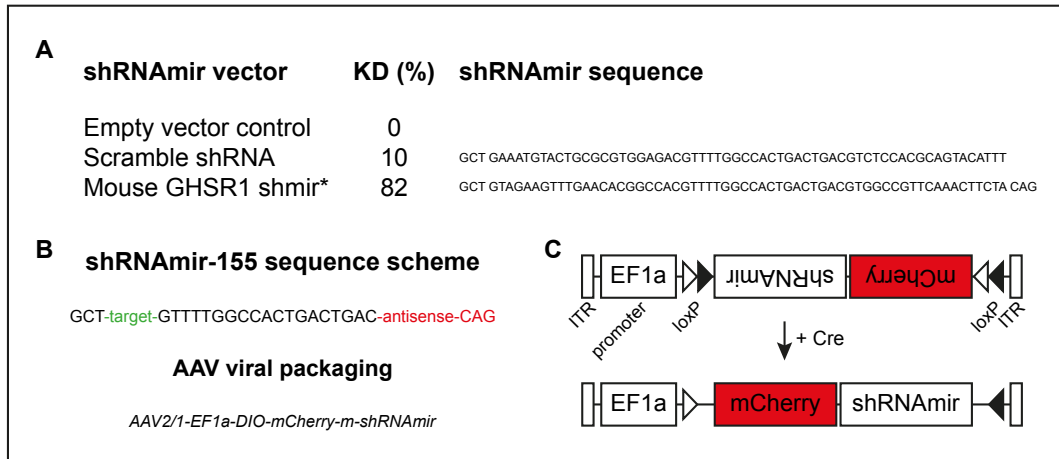 A
shRNAmir vector KD (%) shRNAmir sequence
Empty vector control 0
Scramble shRNA 10 GCT GAAATGTACTGCGCGTGGAGACGTTTTGGCCACTGACTGACGTCTCCACGCAGTACATTT
Mouse GHSR1 shmir* 82 GCT GTAGAAGTTTGAACACGGCCACGTTTTGGCCACTGACTGACGTGGCCGTTCAAACTTCTA CAG
B
shRNAmir-155 sequence scheme
GCT-target-GTTTTGGCCACTGACTGAC-antisense-CAG
AAV viral packaging
AAV2/1-EF1a-DIO-mCherry-m-shRNAmir
C
EF1a shRNAmir mCherry
ITR promoter loxP loxP ITR
+ Cre
EF1a mCherry shRNAmir